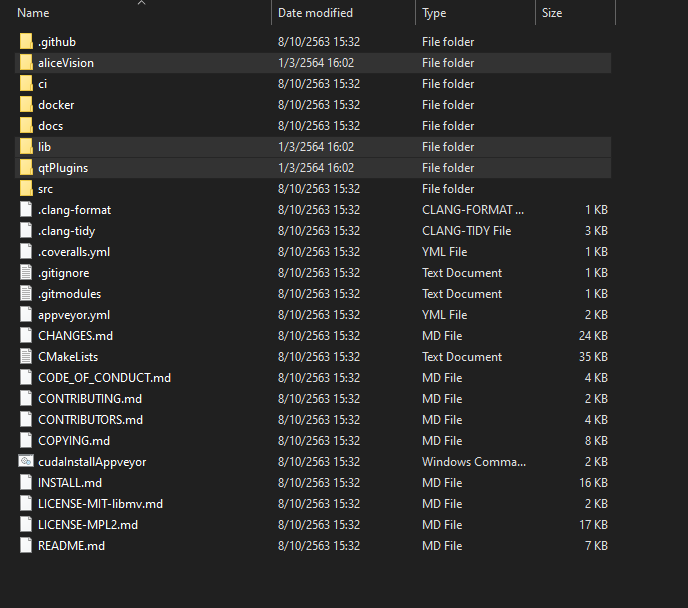 Name Date modified Type Size
.github 8/10/2563 15:32 File folder
aliceVision 1/3/2564 16:02 File folder
ci 8/10/2563 15:32 File folder
docker 8/10/2563 15:32 File folder
docs 8/10/2563 15:32 File folder
lib 1/3/2564 16:02 File folder
qtPlugins 1/3/2564 16:02 File folder
src 8/10/2563 15:32 File folder
.clang-format 8/10/2563 15:32 CLANG-FORMAT ... 1 KB
.clang-tidy 8/10/2563 15:32 CLANG-TIDY File 3 KB
.coveralls.yml 8/10/2563 15:32 YML File 1 KB
.gitignore 8/10/2563 15:32 Text Document 1 KB
.gitmodules 8/10/2563 15:32 Text Document 1 KB
appveyor.yml 8/10/2563 15:32 YML File 2 KB
CHANGES.md 8/10/2563 15:32 MD File 24 KB
CMakeLists 8/10/2563 15:32 Text Document 35 KB
CODE_OF_CONDUCT.md 8/10/2563 15:32 MD File 4 KB
CONTRIBUTING.md 8/10/2563 15:32 MD File 2 KB
CONTRIBUTORS.md 8/10/2563 15:32 MD File 4 KB
COPYING.md 8/10/2563 15:32 MD File 8 KB
cudaInstallAppveyor 8/10/2563 15:32 Windows Comma... 2 KB
INSTALL.md 8/10/2563 15:32 MD File 16 KB
LICENSE-MIT-libmv.md 8/10/2563 15:32 MD File 2 KB
LICENSE-MPL2.md 8/10/2563 15:32 MD File 17 KB
README.md 8/10/2563 15:32 MD File 7 KB